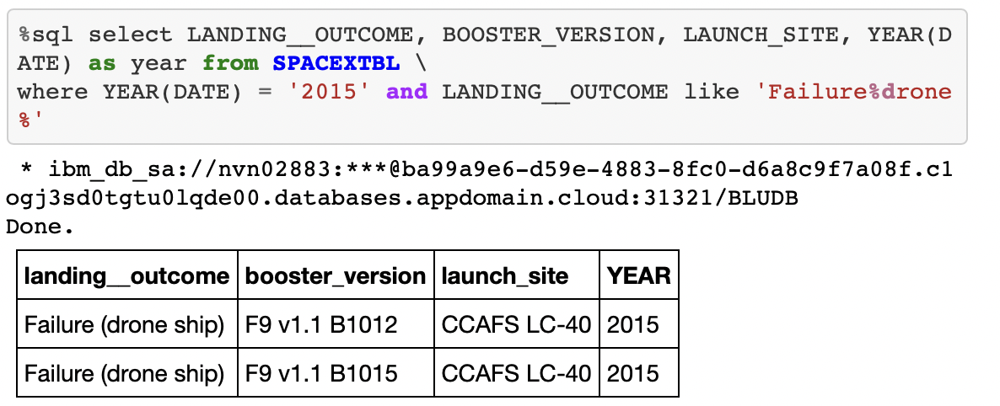 %sql select LANDING__OUTCOME, BOOSTER_VERSION, LAUNCH_SITE, YEAR(D
ATE) as year from SPACEXTBL \
where YEAR(DATE) = '2015' and LANDING__OUTCOME like 'Failure%drone
%'
* ibm_db_sa://nvn02883:***@ba99a9e6-d59e-4883-8fc0-d6a8c9f7a08f.c1
ogj3sd0tgtu0lqde00.databases.appdomain.cloud:31321/BLUDB
Done.
landing__outcome booster_version launch_site YEAR
Failure (drone ship) F9 v1.1 B1012 CCAFS LC-40 2015
Failure (drone ship) F9 v1.1 B1015 CCAFS LC-40 2015